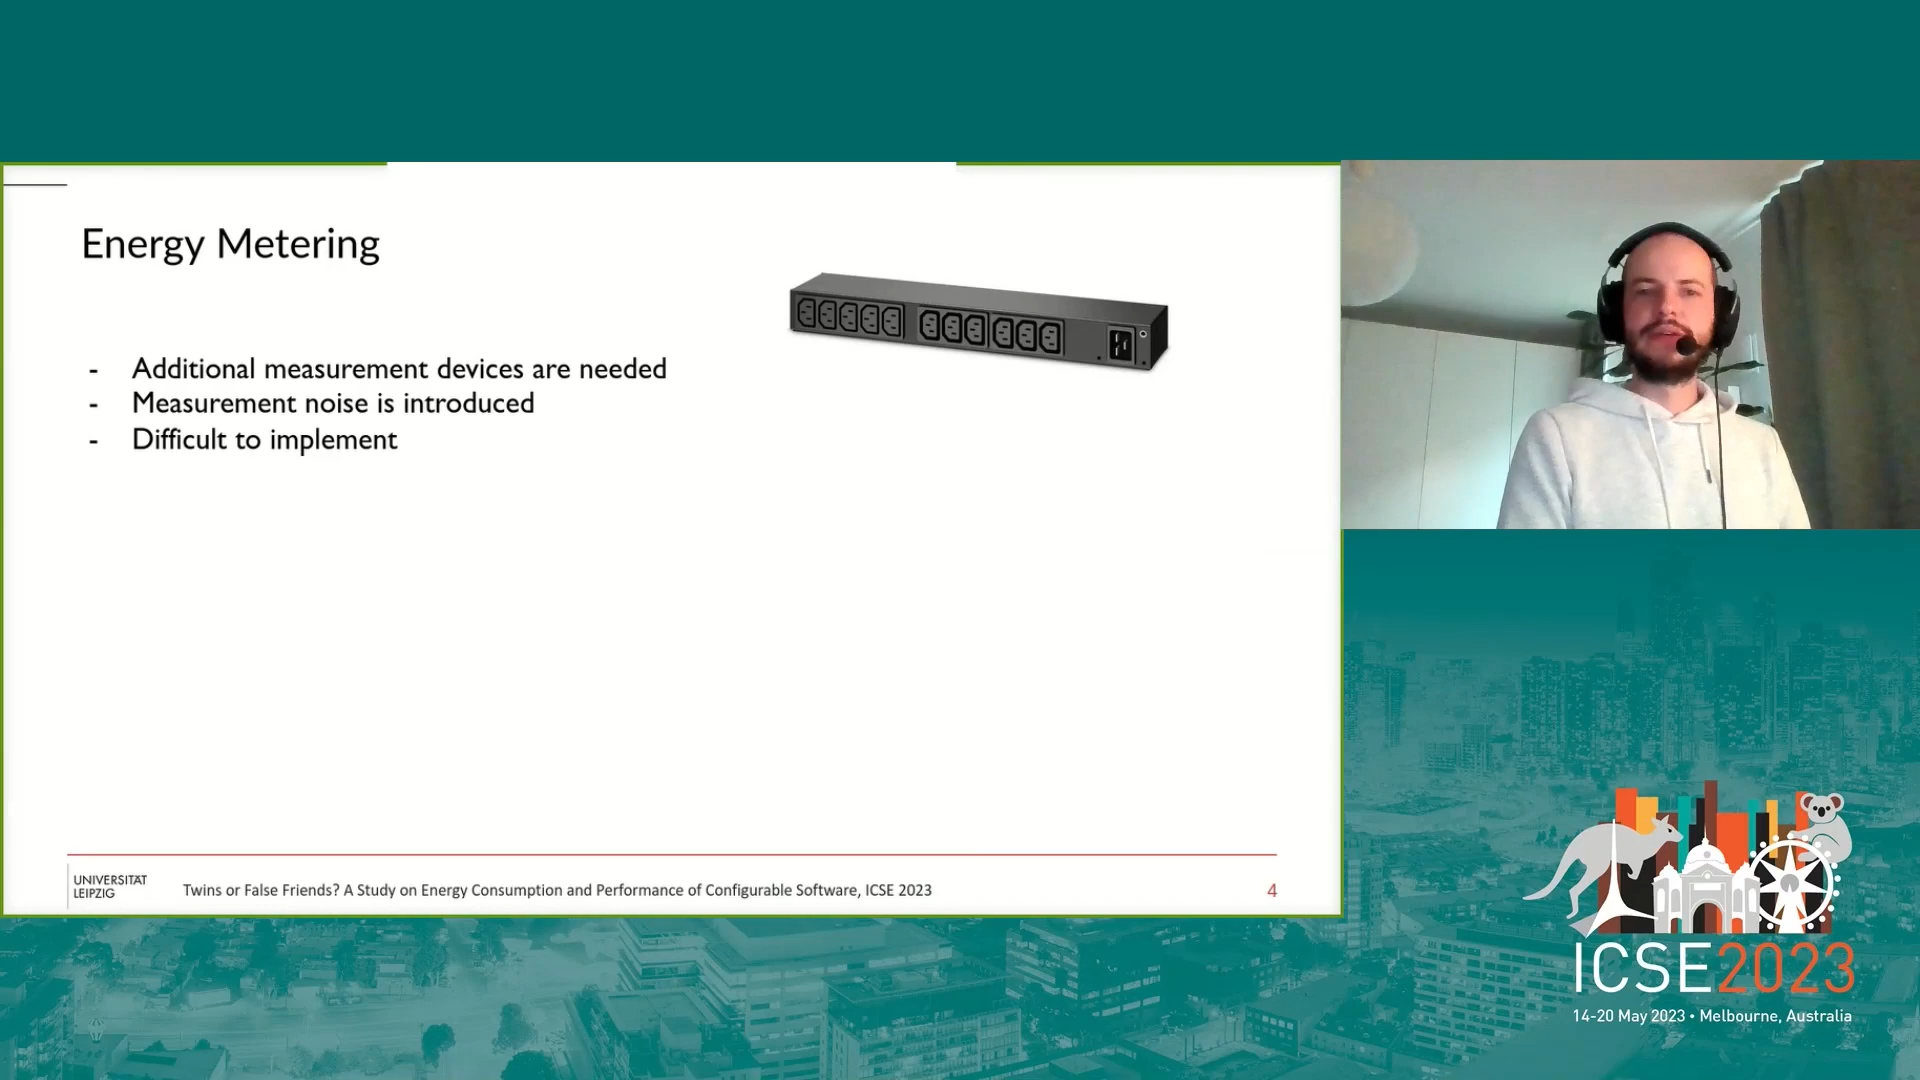 Energy Metering
- Additional measurement devices are needed
- Measurement noise is introduced
- Difficult to implement
UNIVERSITÄT
LEIPZIG
Twins or False Friends? A Study on Energy Consumption and Performance of Configurable Software, ICSE 2023
4
ICSE2023
14-20 May 2023 • Melbourne, Australia